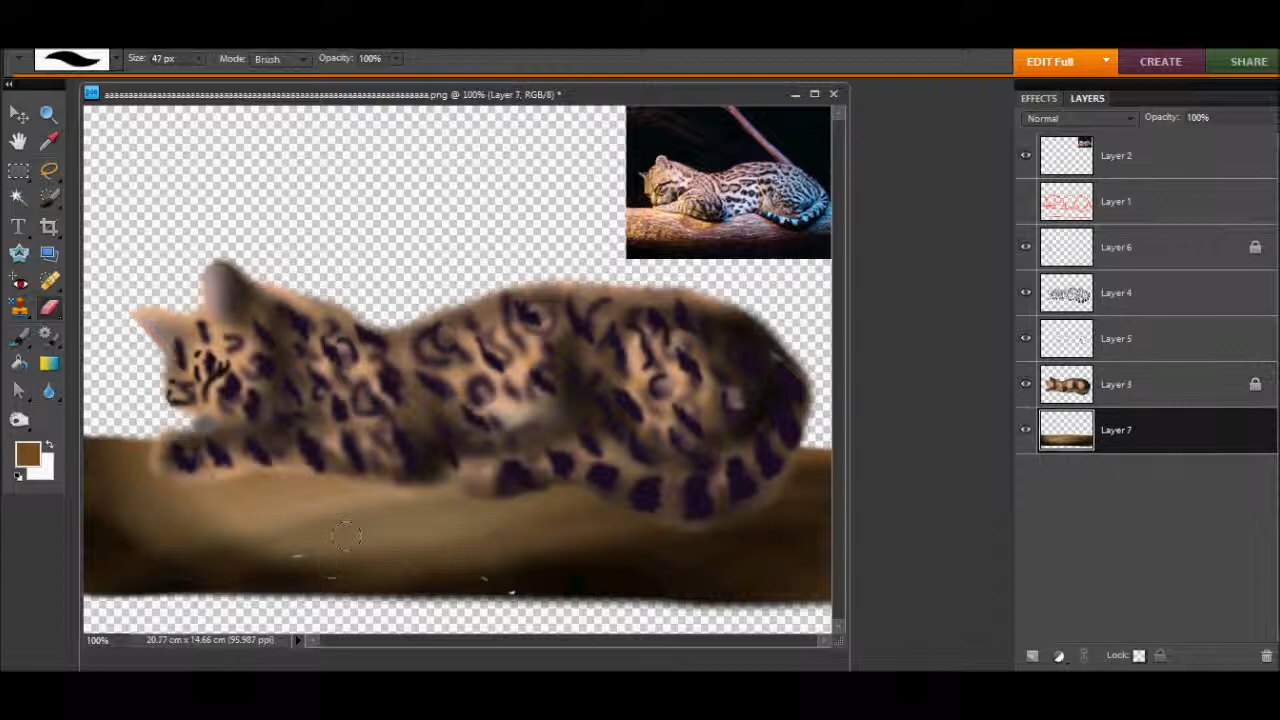 Size: 47 px Mode: Brush Opacity: 100% EDIT Full CREATE SHARE
aaaaaaaaaaaaaaaaaaaaaaaaaaaaaaaaaaaaaaaaaaaaaaaaaaaaaaaaaaaaaaaaaaaaaaaaaaa.png @ 100% (Layer 7, RGB/8) *
EFFECTS LAYERS
Normal Opacity: 100%
Layer 2
Layer 1
Layer 6
Layer 4
Layer 5
Layer 3
Layer 7
100% 20.77 cm x 14.66 cm (95.987 ppi)
Lock: